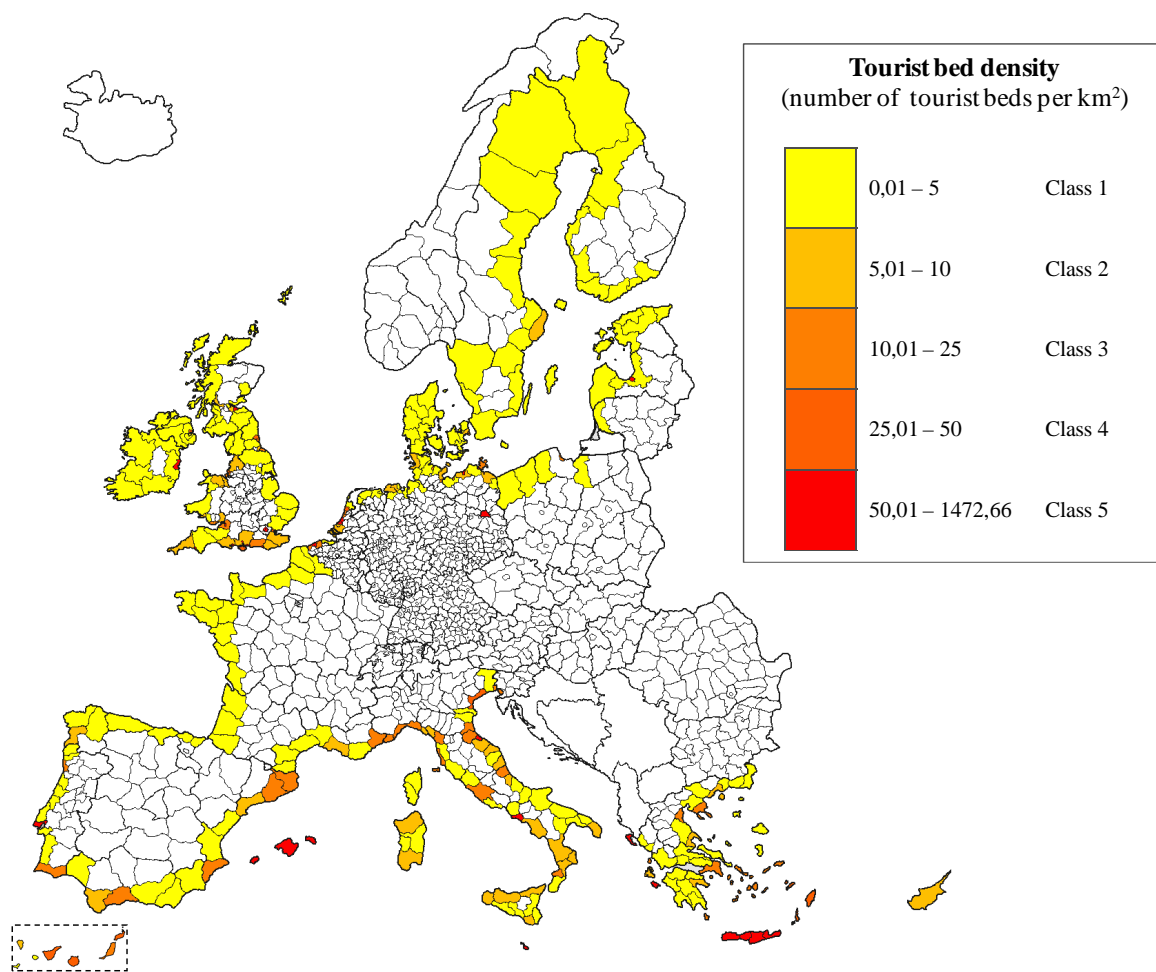 Tourist bed density
(number of tourist beds per km²)
0,01 – 5 Class 1
5,01 – 10 Class 2
10,01 – 25 Class 3
25,01 – 50 Class 4
50,01 – 1472,66 Class 5